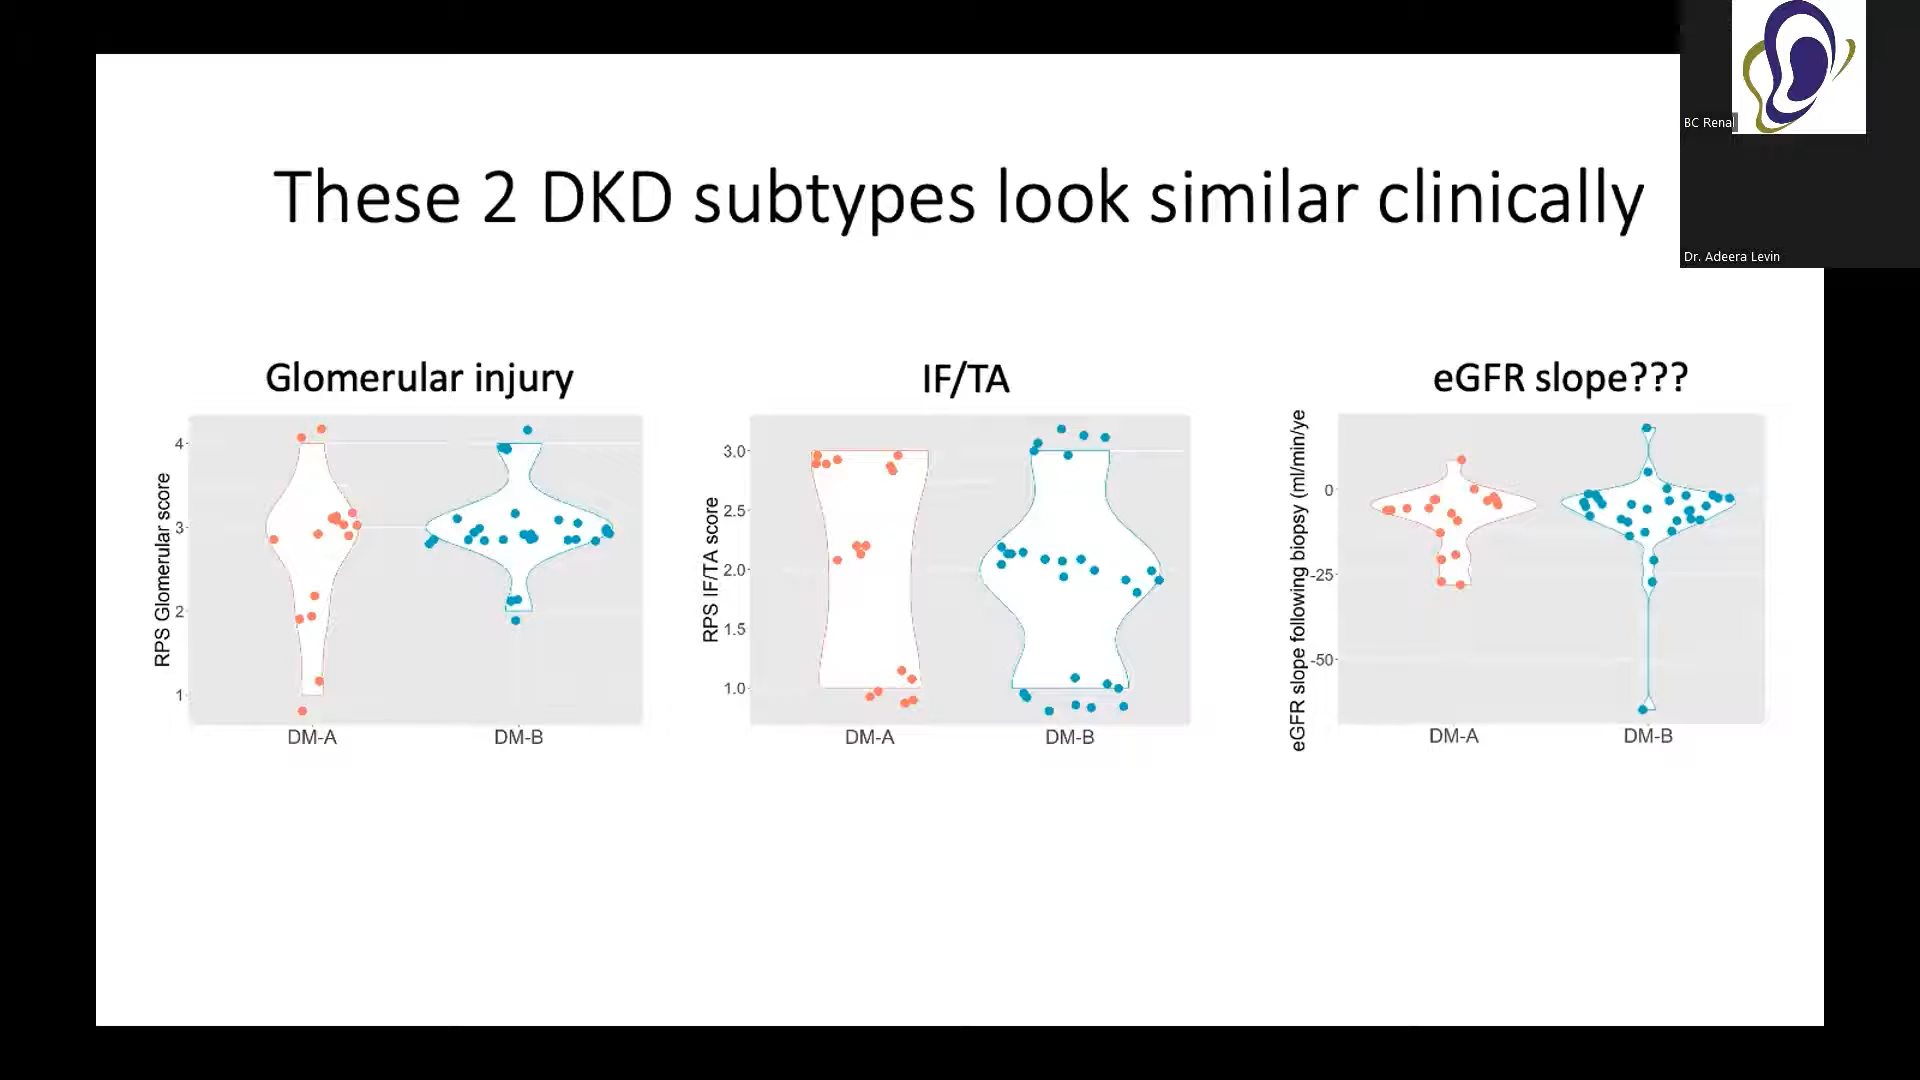 BC Renal
Dr. Adeera Levin
These 2 DKD subtypes look similar clinically
Glomerular injury
RPS Glomerular score
4
3
2
1
DM-A
DM-B
IF/TA
RPS IF/TA score
3.0
2.5
2.0
1.5
1.0
DM-A
DM-B
eGFR slope???
eGFR slope following biopsy (ml/min/ye
0
-25
-50
DM-A
DM-B